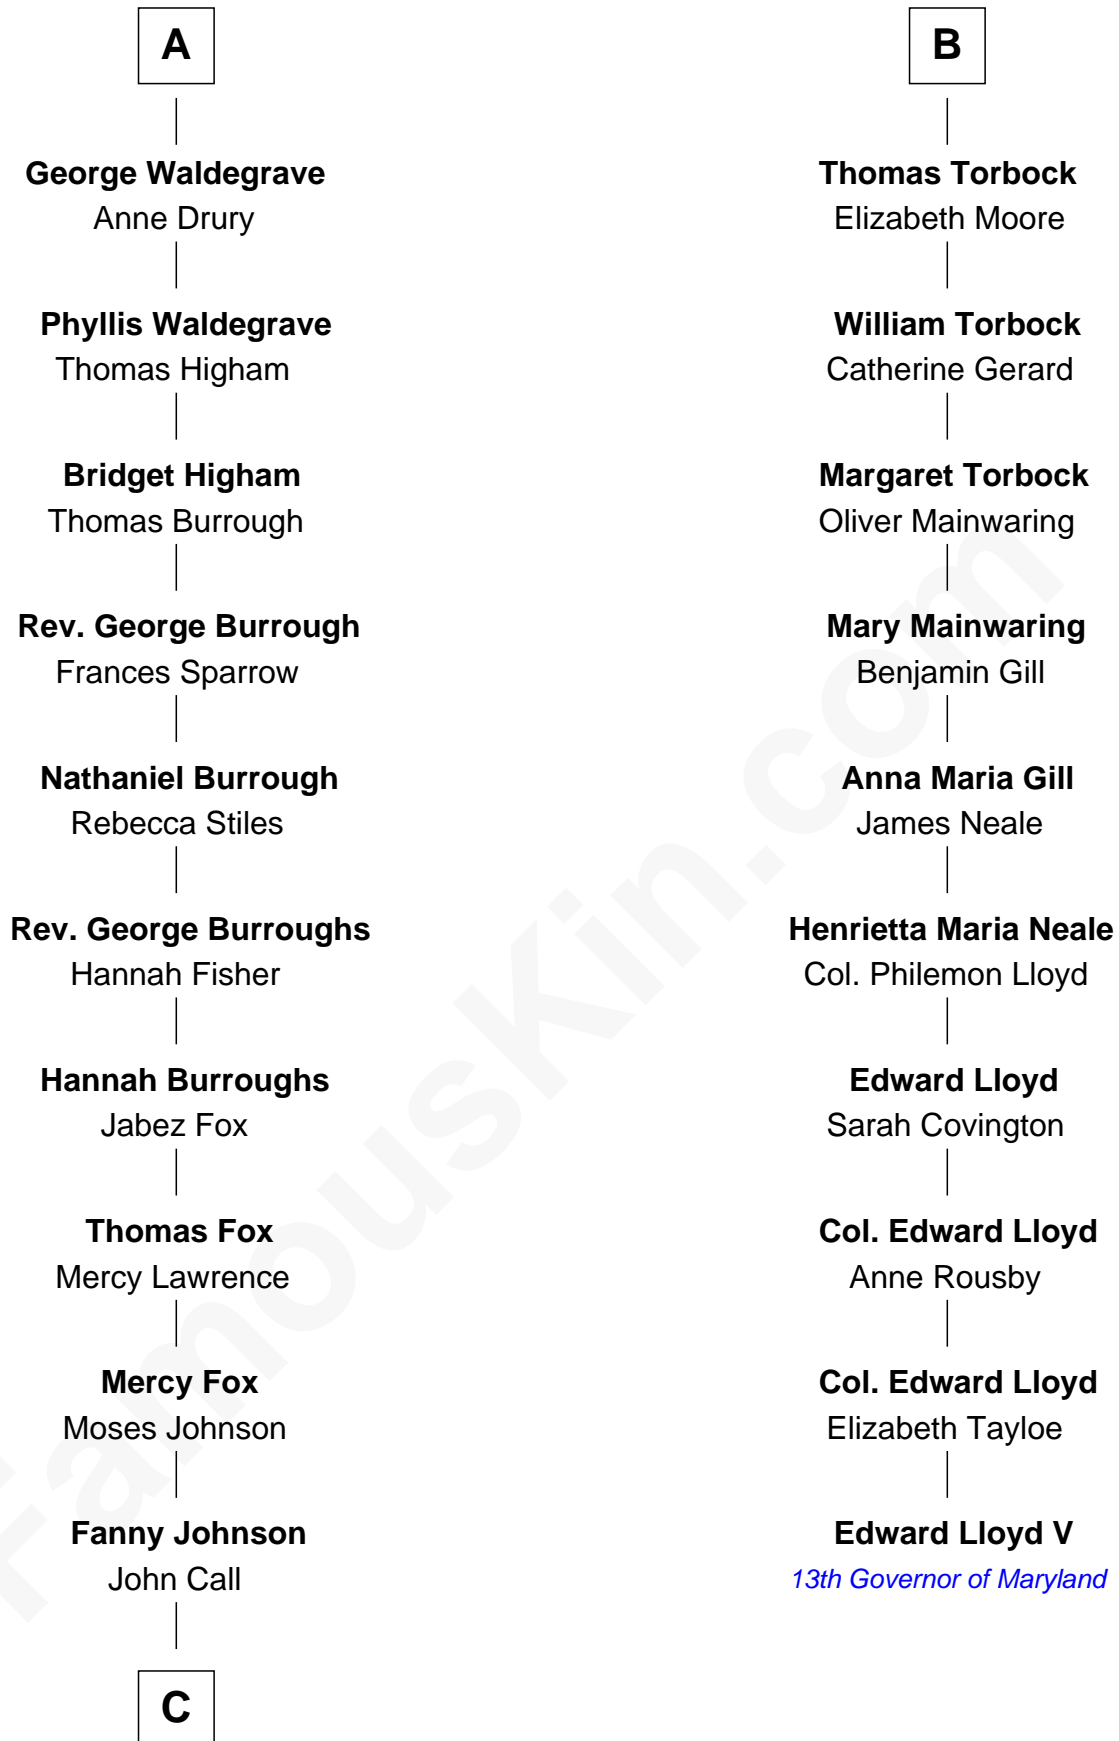 A
George Waldegrave
Anne Drury
Phyllis Waldegrave
Thomas Higham
Bridget Higham
Thomas Burrough
Rev. George Burrough
Frances Sparrow
Nathaniel Burrough
Rebecca Stiles
Rev. George Burroughs
Hannah Fisher
Hannah Burroughs
Jabez Fox
Thomas Fox
Mercy Lawrence
Mercy Fox
Moses Johnson
Fanny Johnson
John Call
C
B
Thomas Torbock
Elizabeth Moore
William Torbock
Catherine Gerard
Margaret Torbock
Oliver Mainwaring
Mary Mainwaring
Benjamin Gill
Anna Maria Gill
James Neale
Henrietta Maria Neale
Col. Philemon Lloyd
Edward Lloyd
Sarah Covington
Col. Edward Lloyd
Anne Rousby
Col. Edward Lloyd
Elizabeth Tayloe
Edward Lloyd V
13th Governor of Maryland
FamousKin.com